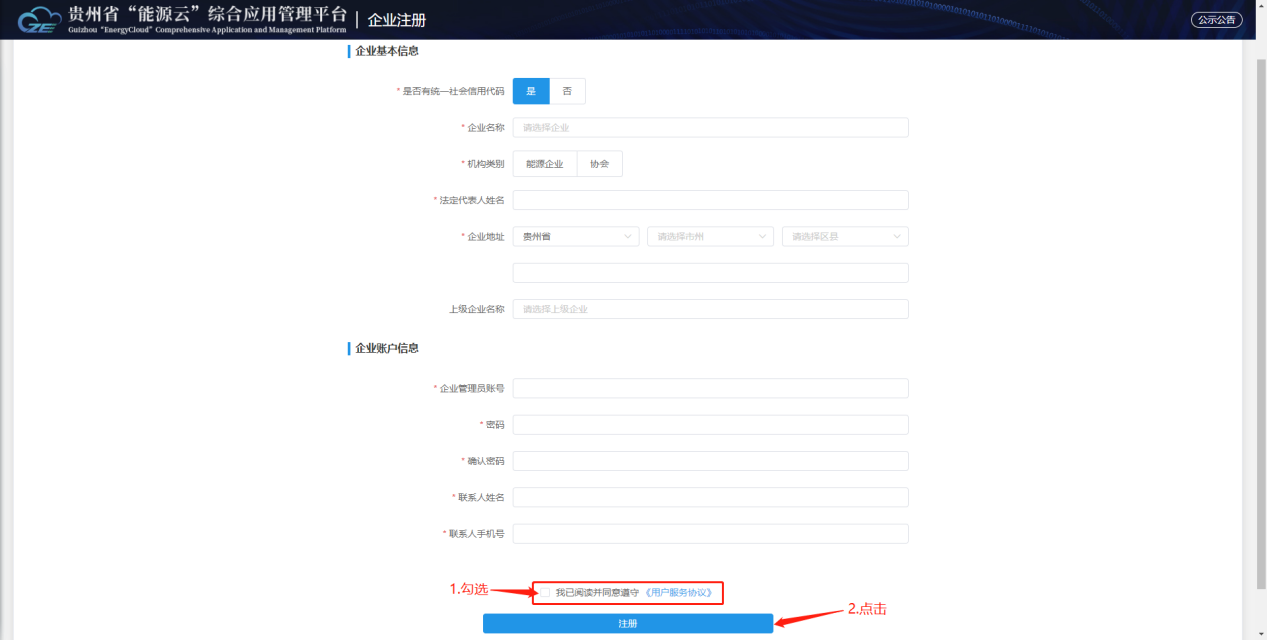 贵州省“能源云”综合应用管理平台 | 企业注册 公示公告
Guizhou "EnergyCloud" Comprehensive Application and Management Platform
企业基本信息
* 是否有统一社会信用代码 是 否
* 企业名称 请选择企业
* 机构类别 能源企业 协会
* 法定代表人姓名
* 企业地址 贵州省 请选择市州 请选择区县
上级企业名称 请选择上级企业
企业账户信息
* 企业管理员账号
* 密码
* 确认密码
* 联系人姓名
* 联系人手机号
1.勾选 我已阅读并同意遵守《用户服务协议》
2.点击
注册